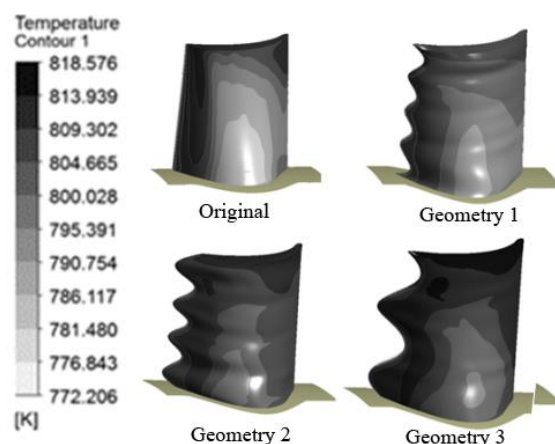 Temperature
Contour 1
818.576
813.939
809.302
804.665
800.028
795.391
790.754
786.117
781.480
776.843
772.206
[K]
Original
Geometry 1
Geometry 2
Geometry 3